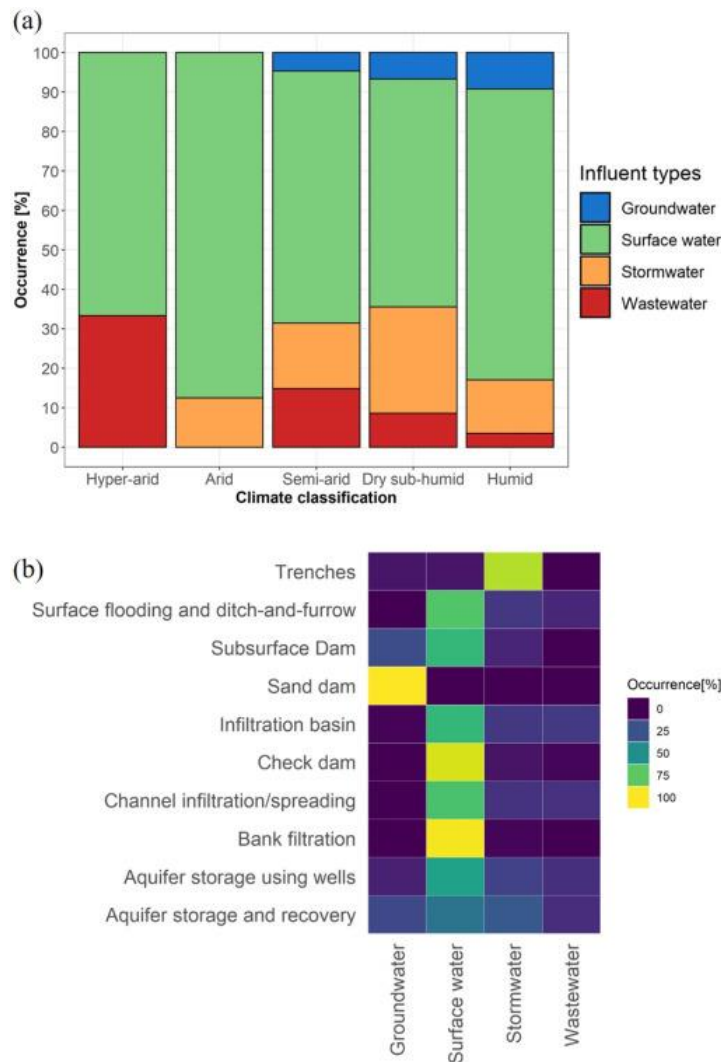 (a)
100
90
80
70
60
50
40
30
20
10
0
Occurrence [%]
Hyper-arid Arid Semi-arid Dry sub-humid Humid
Climate classification
Influent types
Groundwater
Surface water
Stormwater
Wastewater
(b)
Trenches
Surface flooding and ditch-and-furrow
Subsurface Dam
Sand dam
Infiltration basin
Check dam
Channel infiltration/spreading
Bank filtration
Aquifer storage using wells
Aquifer storage and recovery
Groundwater
Surface water
Stormwater
Wastewater
Occurrence[%]
0
25
50
75
100